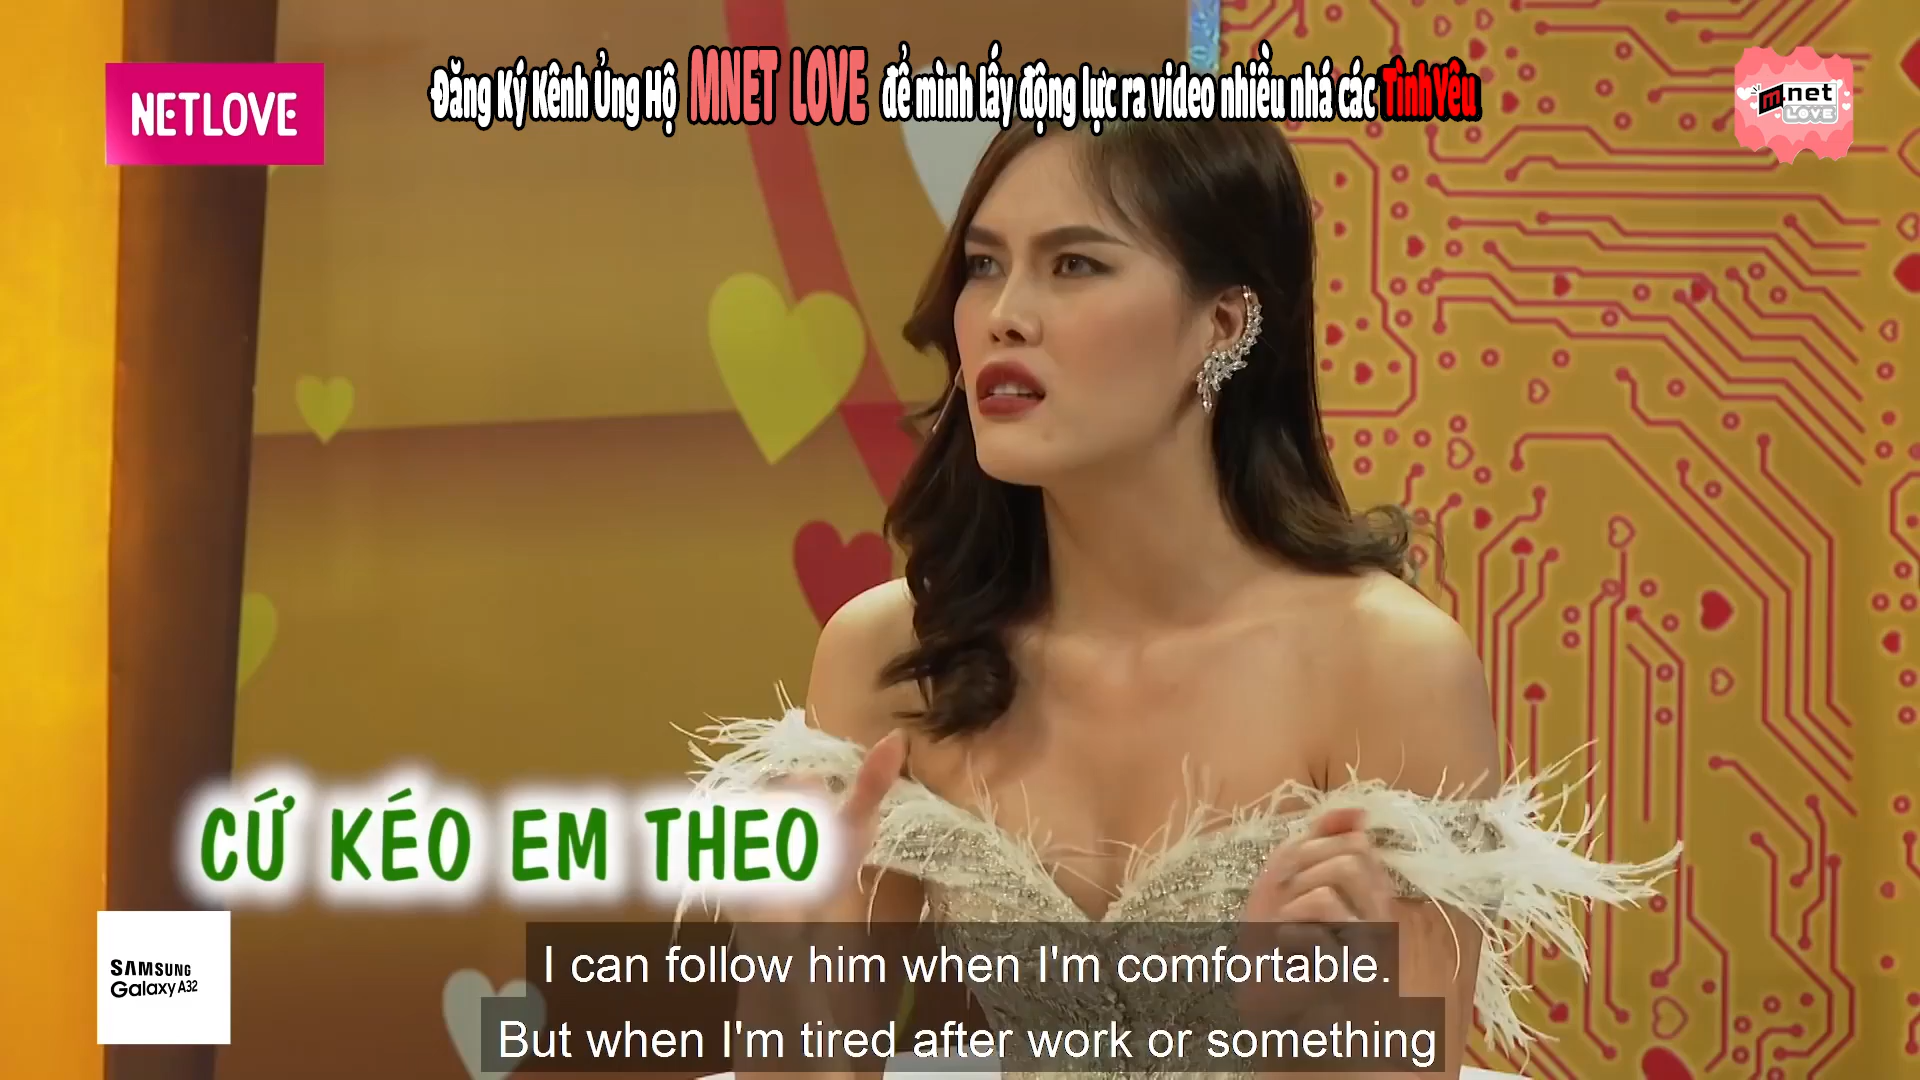 Đăng Ký Kênh Ủng Hộ MNET LOVE để mình lấy động lực ra video nhiều nhá các Tình Yêu
NETLOVE
mnet
LOVE
CỨ KÉO EM THEO
SAMSUNG
Galaxy A32
I can follow him when I'm comfortable.
But when I'm tired after work or something